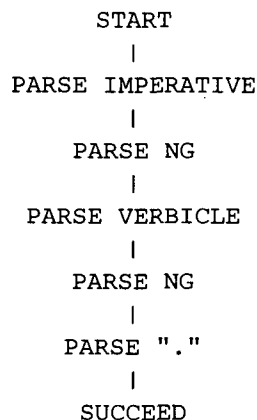 START
PARSE IMPERATIVE
PARSE NG
PARSE VERBICLE
PARSE NG
PARSE "."
SUCCEED